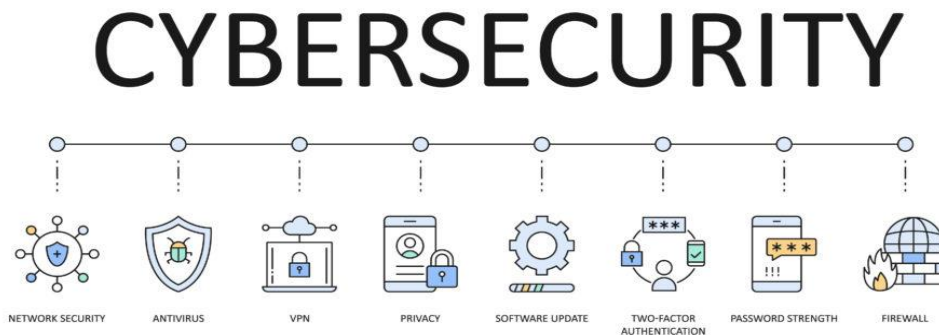 CYBERSECURITY
***
***
!!!
NETWORK SECURITY
ANTIVIRUS
VPN
PRIVACY
SOFTWARE UPDATE
TWO-FACTOR
AUTHENTICATION
PASSWORD STRENGTH
FIREWALL